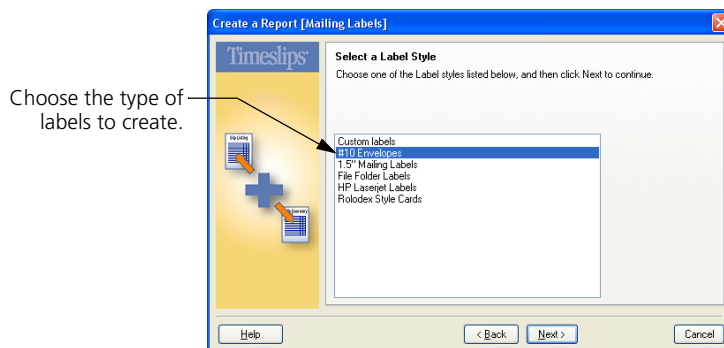 Create a Report [Mailing Labels]
Timeslips
Select a Label Style
Choose one of the Label styles listed below, and then click Next to continue.
Choose the type of
labels to create.
Custom labels
#10 Envelopes
1.5" Mailing Labels
File Folder Labels
HP Laserjet Labels
Rolodex Style Cards
Slip Listing
Help
< Back
Next >
Cancel